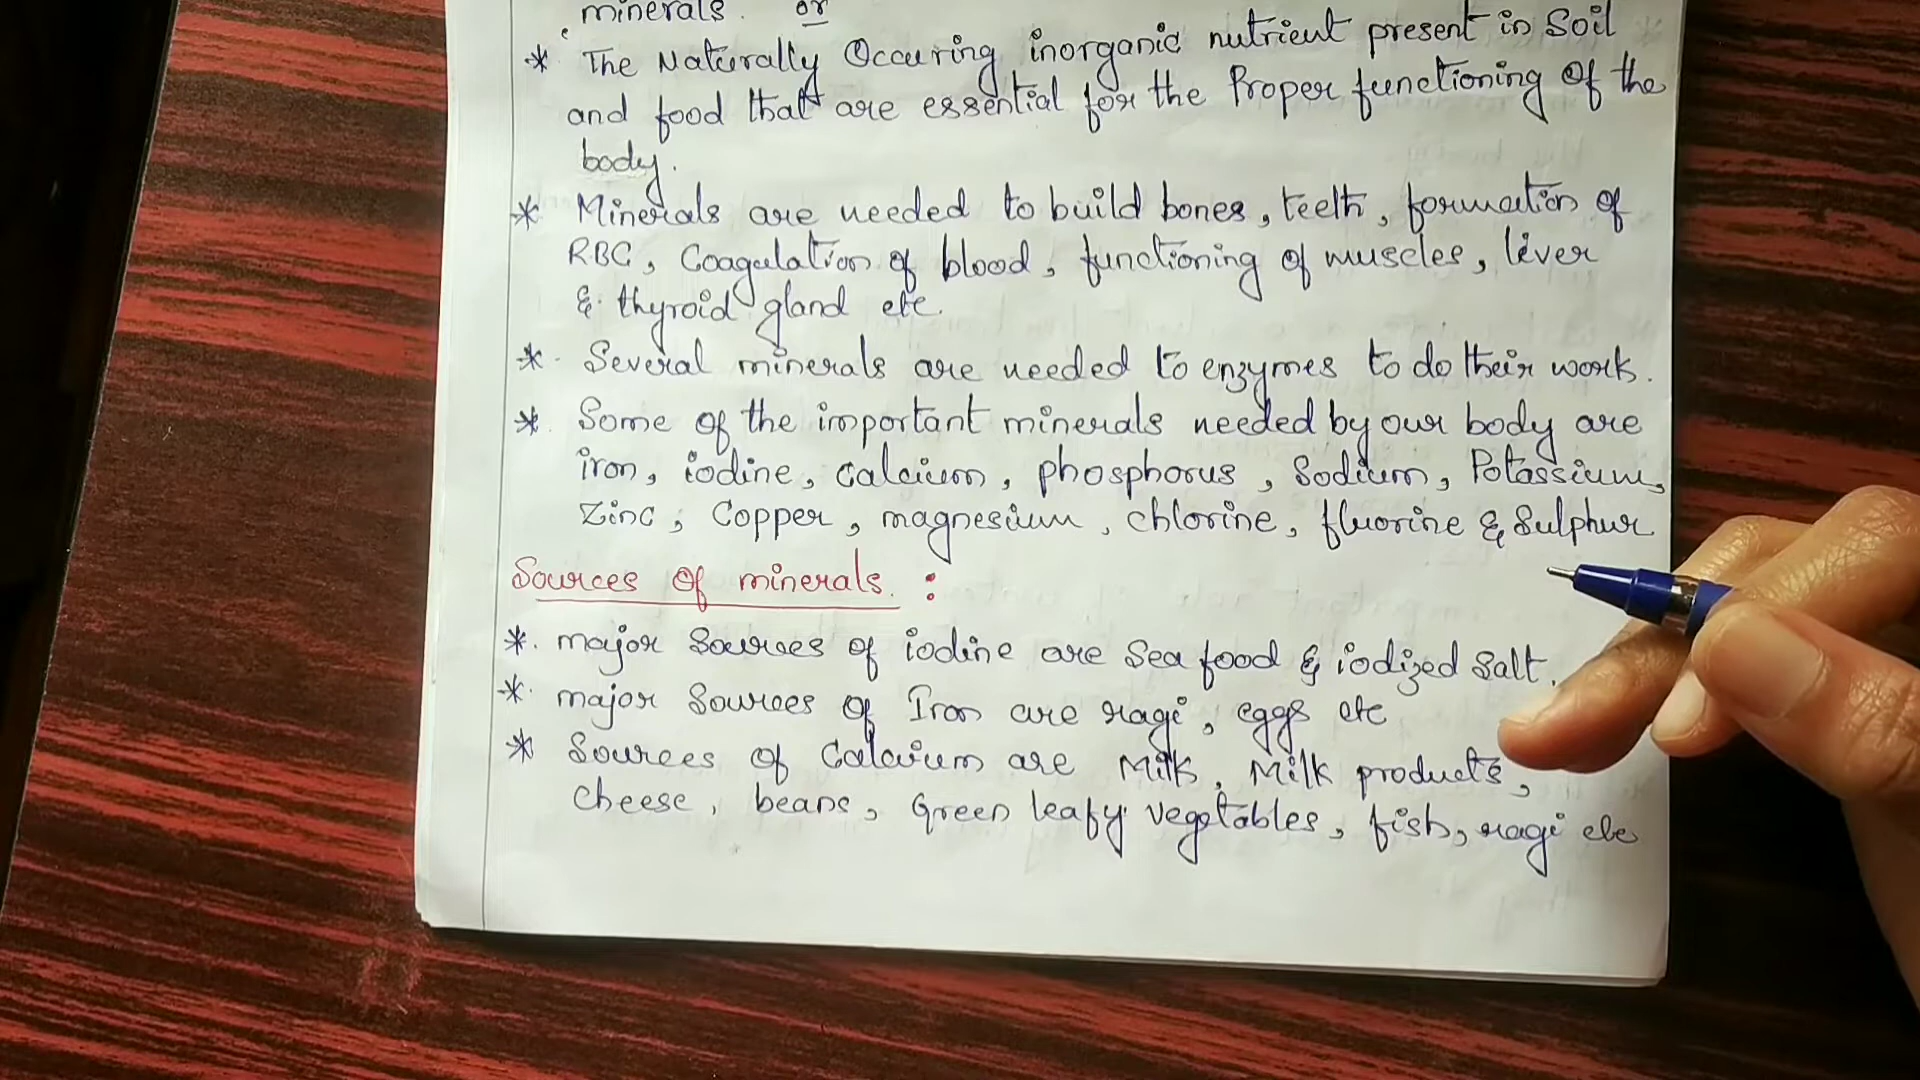 minerals. or
* The Naturally Occuring inorganic nutrient present in Soil
and food that are essential for the Proper functioning Of the
body.
* Minerals are needed to build bones, teeth, formation of
RBC, Coagulation of blood, functioning of muscles, liver
& thyroid gland etc.
* Several minerals are needed to enzymes to do their work.
* Some of the important minerals needed by our body are
iron, iodine, Calcium, phosphorus, Sodium, Potassium,
Zinc, Copper, magnesium, chlorine, fluorine & Sulphur
Sources Of minerals. :
*. major Sources of iodine are Sea food & iodized Salt.
*. major Sources of Iron are ragi, eggs etc
* Sources of Calcium are Milk, Milk products,
cheese, beans, Green leafy vegetables, fish, ragi etc